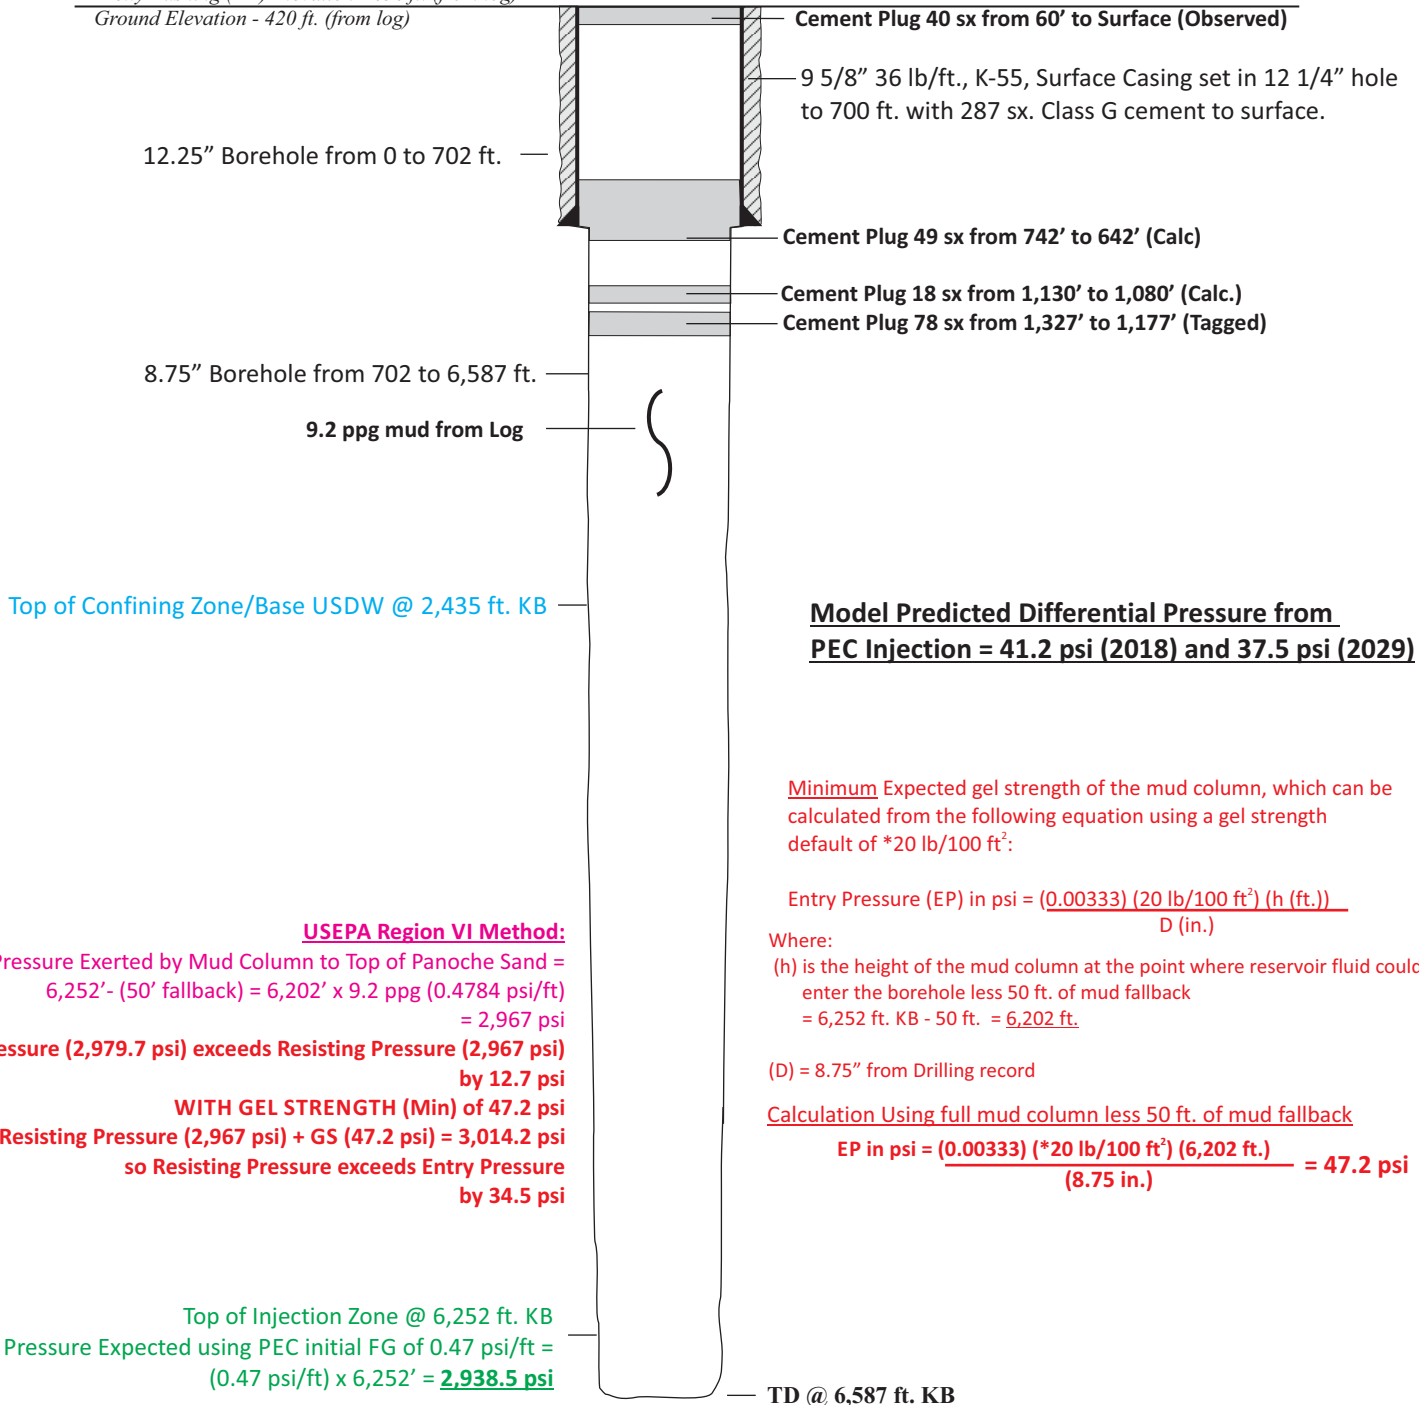 Ground Elevation - 420 ft. (from log)
Cement Plug 40 sx from 60’ to Surface (Observed)
9 5/8” 36 lb/ft., K-55, Surface Casing set in 12 1/4” hole
to 700 ft. with 287 sx. Class G cement to surface.
12.25” Borehole from 0 to 702 ft.
Cement Plug 49 sx from 742’ to 642’ (Calc)
Cement Plug 18 sx from 1,130’ to 1,080’ (Calc.)
Cement Plug 78 sx from 1,327’ to 1,177’ (Tagged)
8.75” Borehole from 702 to 6,587 ft.
9.2 ppg mud from Log
Top of Confining Zone/Base USDW @ 2,435 ft. KB
Model Predicted Differential Pressure from
PEC Injection = 41.2 psi (2018) and 37.5 psi (2029)
Minimum Expected gel strength of the mud column, which can be
calculated from the following equation using a gel strength
default of *20 lb/100 ft²:
Entry Pressure (EP) in psi = (0.00333) (20 lb/100 ft²) (h (ft.))
D (in.)
Where:
(h) is the height of the mud column at the point where reservoir fluid could
enter the borehole less 50 ft. of mud fallback
= 6,252 ft. KB - 50 ft. = 6,202 ft.
(D) = 8.75” from Drilling record
Calculation Using full mud column less 50 ft. of mud fallback
EP in psi = (0.00333) (*20 lb/100 ft²) (6,202 ft.)
(8.75 in.)
= 47.2 psi
USEPA Region VI Method:
Pressure Exerted by Mud Column to Top of Panoche Sand =
6,252’- (50’ fallback) = 6,202’ x 9.2 ppg (0.4784 psi/ft)
= 2,967 psi
(2,979.7 psi) exceeds Resisting Pressure (2,967 psi)
by 12.7 psi
WITH GEL STRENGTH (Min) of 47.2 psi
Resisting Pressure (2,967 psi) + GS (47.2 psi) = 3,014.2 psi
so Resisting Pressure exceeds Entry Pressure
by 34.5 psi
Top of Injection Zone @ 6,252 ft. KB
Pressure Expected using PEC initial FG of 0.47 psi/ft =
(0.47 psi/ft) x 6,252’ = 2,938.5 psi
TD @ 6,587 ft. KB